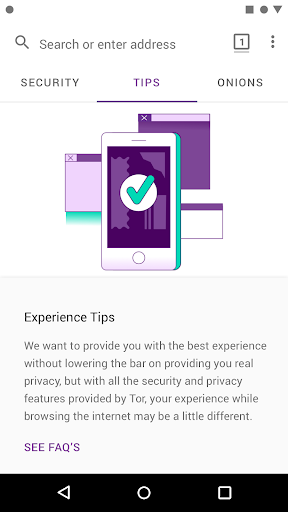 Search or enter address
1
SECURITY
TIPS
ONIONS
Experience Tips
We want to provide you with the best experience
without lowering the bar on providing you real
privacy, but with all the security and privacy
features provided by Tor, your experience while
browsing the internet may be a little different.
SEE FAQ'S